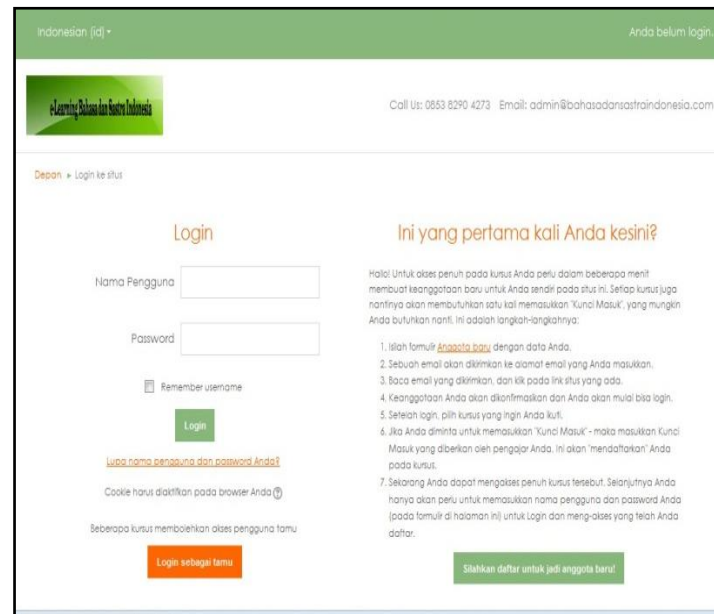 Indonesian (id)
Anda belum login.
e-Learning Bahasa dan Sastra Indonesia
Call Us: 0853 8290 4273 Email: admin@bahasadansastraindonesia.com
Depan ► Login ke situs
Login
Nama Pengguna
Password
Remember username
Login
Lupa nama pengguna dan password Anda?
Cookie harus diaktifkan pada browser Anda
Beberapa kursus membolehkan akses pengguna tamu
Login sebagai tamu
Ini yang pertama kali Anda kesini?
Hallo! Untuk akses penuh pada kursus Anda perlu dalam beberapa menit
membuat keanggotaan baru untuk Anda sendiri pada situs ini. Setiap kursus juga
nantinya akan membutuhkan satu kali memasukkan "Kunci Masuk", yang mungkin
Anda butuhkan nanti. Ini adalah langkah-langkahnya:
1. Isilah formulir Anggota baru dengan data Anda.
2. Sebuah email akan dikirimkan ke alamat email yang Anda masukkan.
3. Baca email yang dikirimkan, dan klik pada link situs yang ada.
4. Keanggotaan Anda akan dikonfirmasikan dan Anda akan mulai bisa login.
5. Setelah login, pilih kursus yang ingin Anda ikuti.
6. Jika Anda diminta untuk memasukkan "Kunci Masuk" - maka masukkan Kunci
Masuk yang diberikan oleh pengajar Anda. Ini akan "mendaftarkan" Anda
pada kursus.
7. Sekarang Anda dapat mengakses penuh kursus tersebut. Selanjutnya Anda
hanya akan perlu untuk memasukkan nama pengguna dan password Anda
(pada formulir di halaman ini) untuk Login dan meng-akses yang telah Anda
daftar.
Silahkan daftar untuk jadi anggota baru!